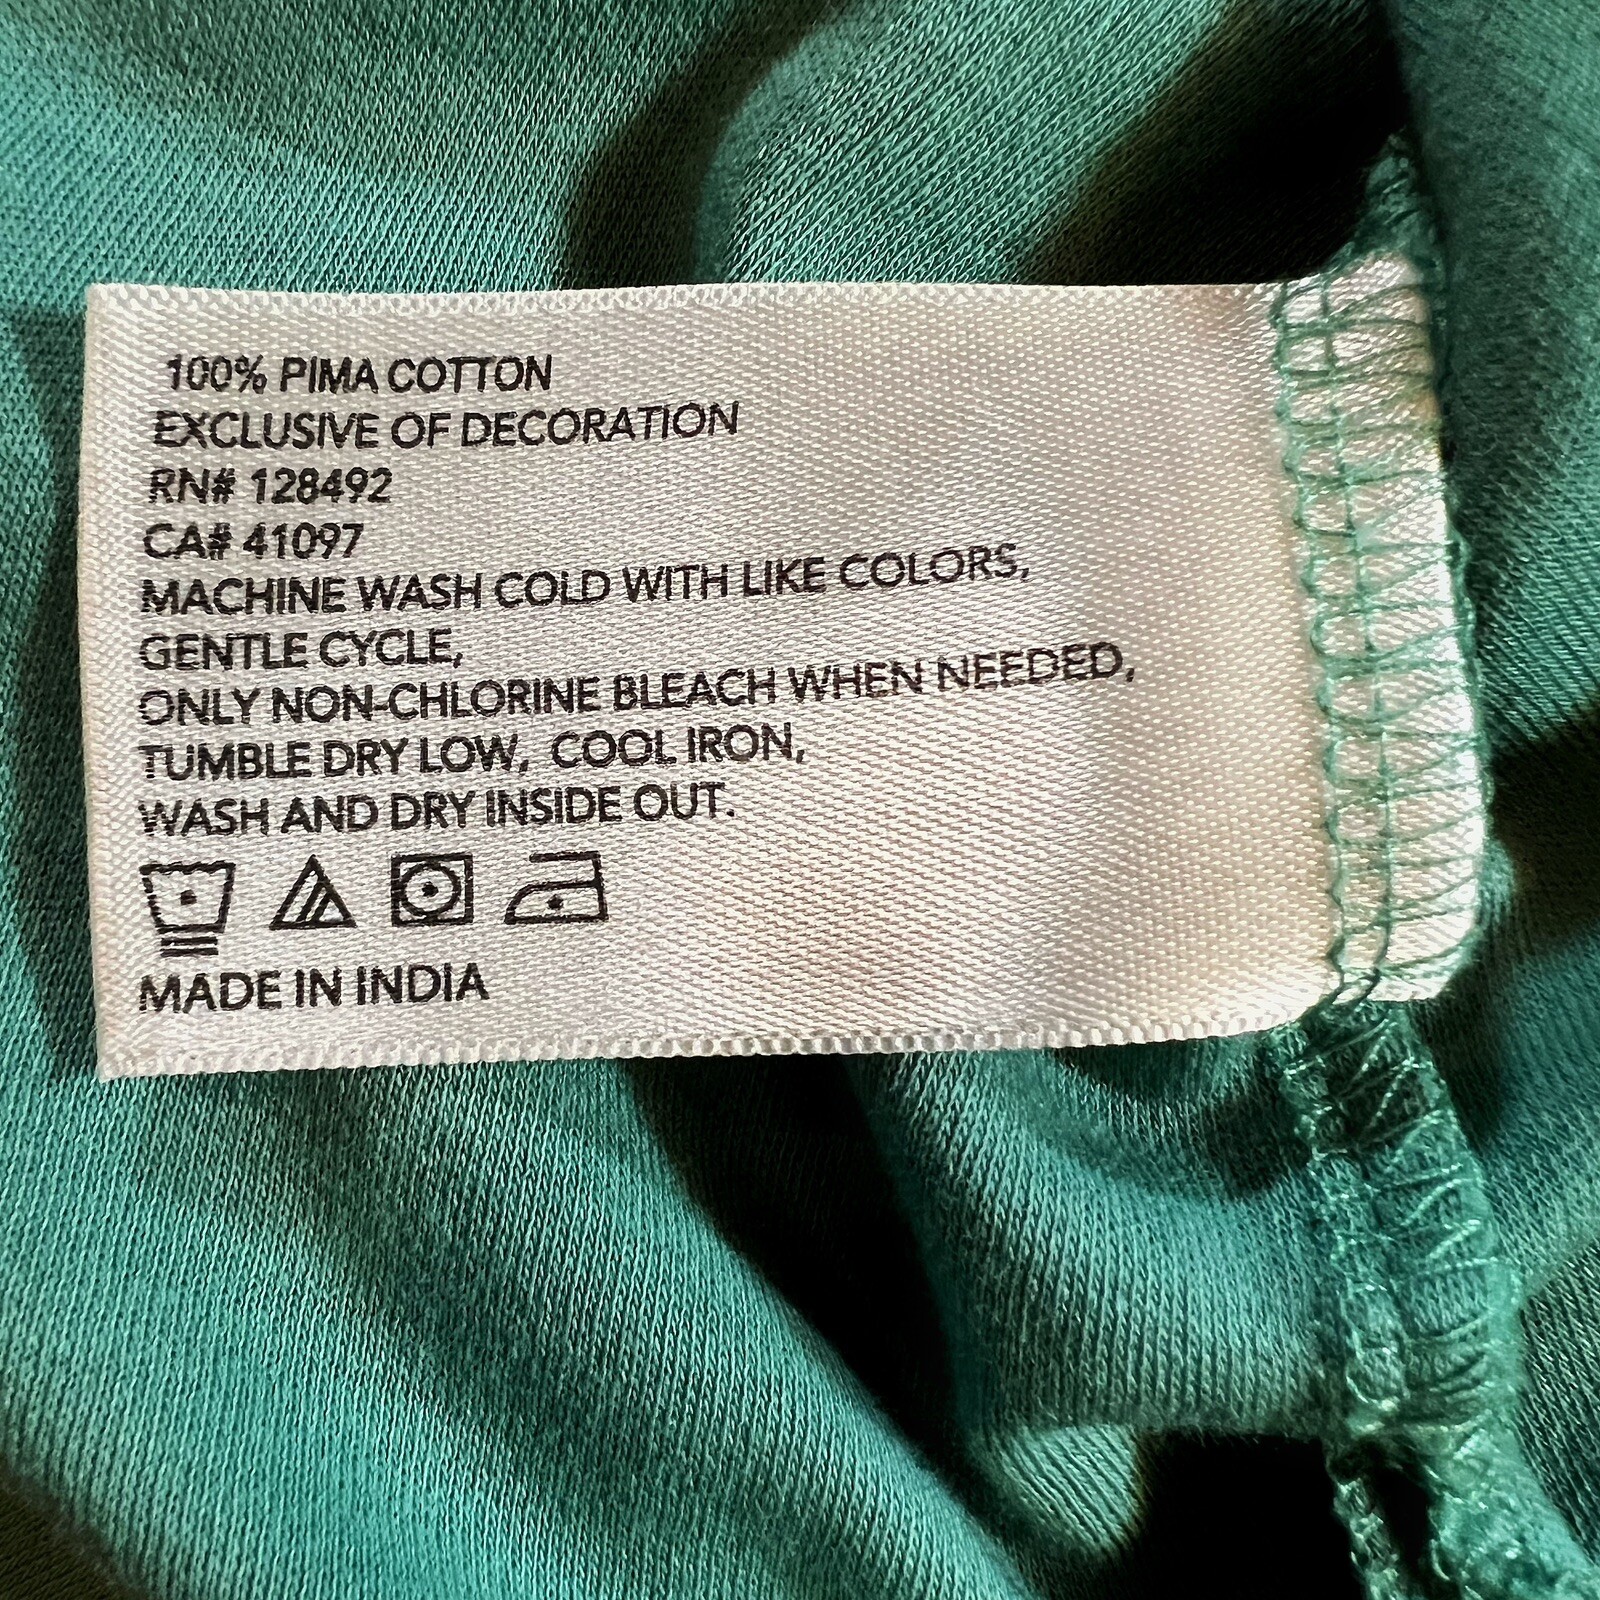 100% PIMA COTTON
EXCLUSIVE OF DECORATION
RN# 128492
CA# 41097
MACHINE WASH COLD WITH LIKE COLORS,
GENTLE CYCLE,
ONLY NON-CHLORINE BLEACH WHEN NEEDED,
TUMBLE DRY LOW, COOL IRON,
WASH AND DRY INSIDE OUT.
MADE IN INDIA